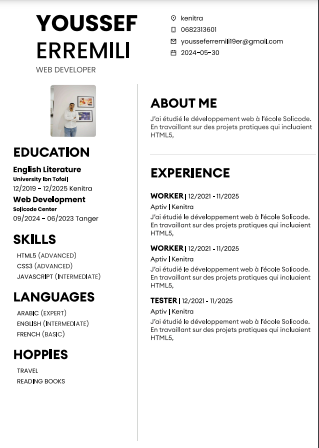 YOUSSEF
ERREMILI
WEB DEVELOPER
kenitra
0682313601
yousseferremili19er@gmail.com
2024-05-30
EDUCATION
English Literature
University Ibn Tofail
12/2019 - 12/2025 Kenitra
Web Development
Solicode Center
09/2024 - 06/2023 Tanger
SKILLS
HTML5 (ADVANCED)
CSS3 (ADVANCED)
JAVASCRIPT (INTERMEDIATE)
LANGUAGES
ARABIC (EXPERT)
ENGLISH (INTERMEDIATE)
FRENCH (BASIC)
HOPPIES
TRAVEL
READING BOOKS
ABOUT ME
J'ai étudié le développement web à l'école Solicode.
En travaillant sur des projets pratiques qui incluaient
HTML5,
EXPERIENCE
WORKER | 12/2021 - 11/2025
Aptiv | Kenitra
J'ai étudié le développement web à l'école Solicode.
En travaillant sur des projets pratiques qui incluaient
HTML5,
WORKER | 12/2021 - 11/2025
Aptiv | Kenitra
J'ai étudié le développement web à l'école Solicode.
En travaillant sur des projets pratiques qui incluaient
HTML5,
TESTER | 12/2021 - 11/2025
Aptiv | Kenitra
J'ai étudié le développement web à l'école Solicode.
En travaillant sur des projets pratiques qui incluaient
HTML5,